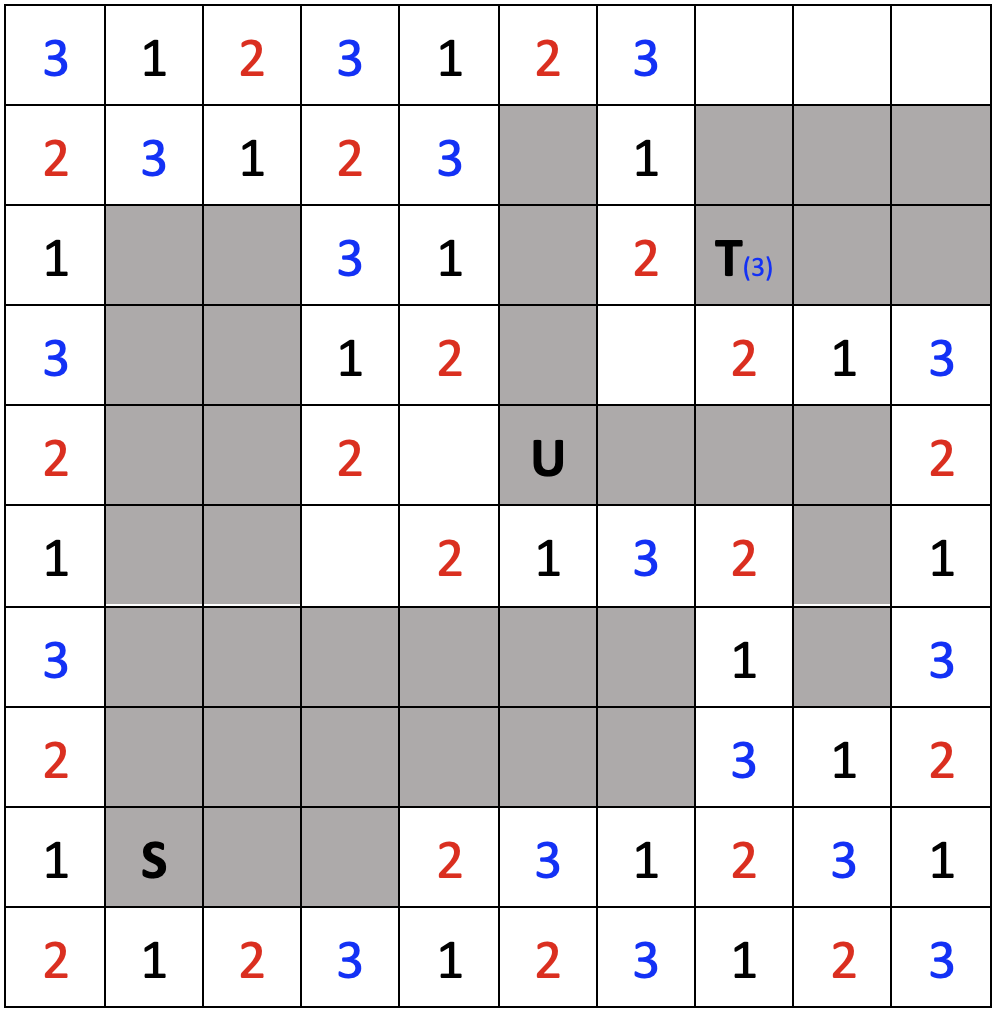 3 1 2 3 1 2 3
2 3 1 2 3 1
1 3 1 2 T(3)
3 1 2 2 1 3
2 2 U 2
1 2 1 3 2 1
3 1 3
2 3 1 2
1 S 2 3 1 2 3 1
2 1 2 3 1 2 3 1 2 3